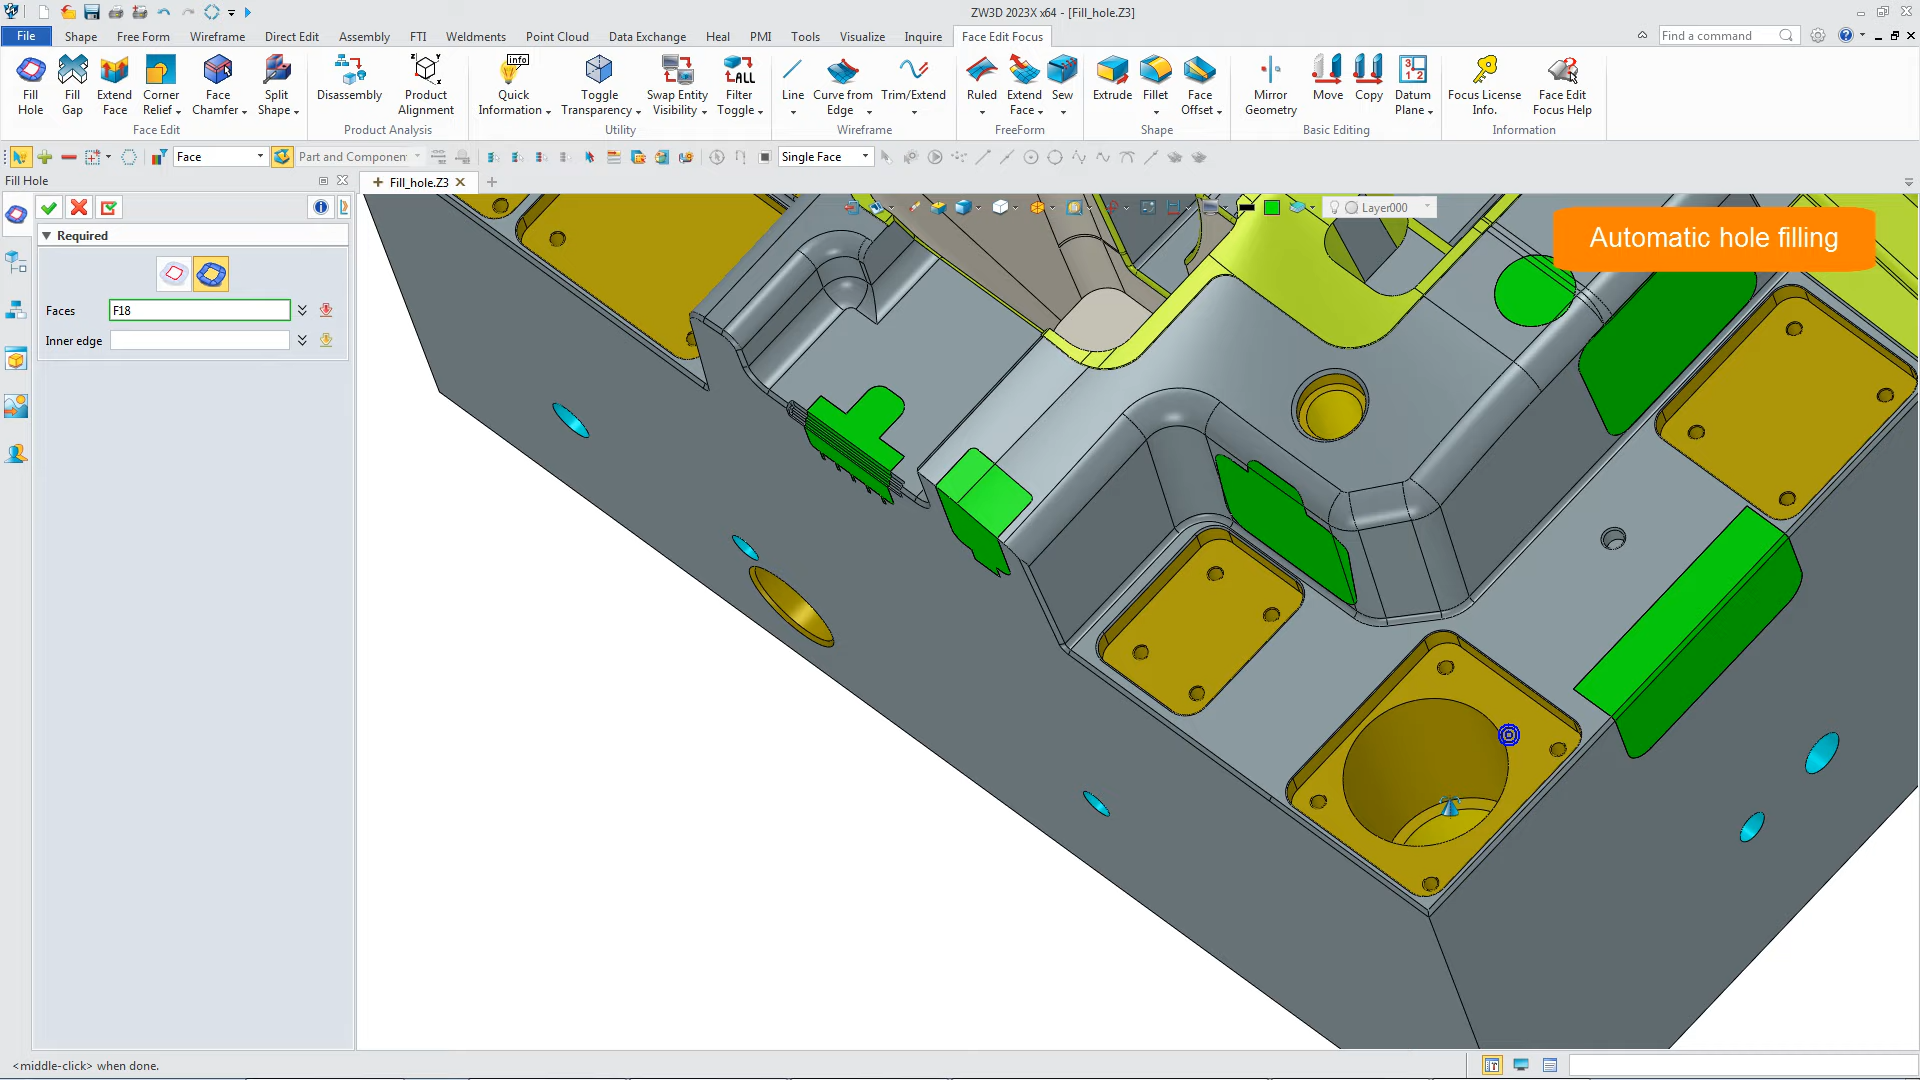 ZW3D 2023X x64 - [Fill_hole.Z3]
File Shape Free Form Wireframe Direct Edit Assembly FTI Weldments Point Cloud Data Exchange Heal PMI Tools Visualize Inquire Face Edit Focus Find a command
Fill Hole
Fill Gap
Extend Face
Corner Relief
Face Chamfer
Split Shape
Face Edit
Disassembly
Product Alignment
Product Analysis
info
Quick Information
Toggle Transparency
Swap Entity Visibility
ALL
Filter Toggle
Utility
Line
Curve from Edge
Trim/Extend
Wireframe
Ruled
Extend Face
Sew
FreeForm
Extrude
Fillet
Face Offset
Shape
Mirror Geometry
Move
Copy
Datum Plane
Basic Editing
Focus License Info.
Face Edit Focus Help
Information
Face Part and Component Single Face
Fill Hole
Fill_hole.Z3
Layer000
Required
Automatic hole filling
Faces F18
Inner edge
<middle-click> when done.